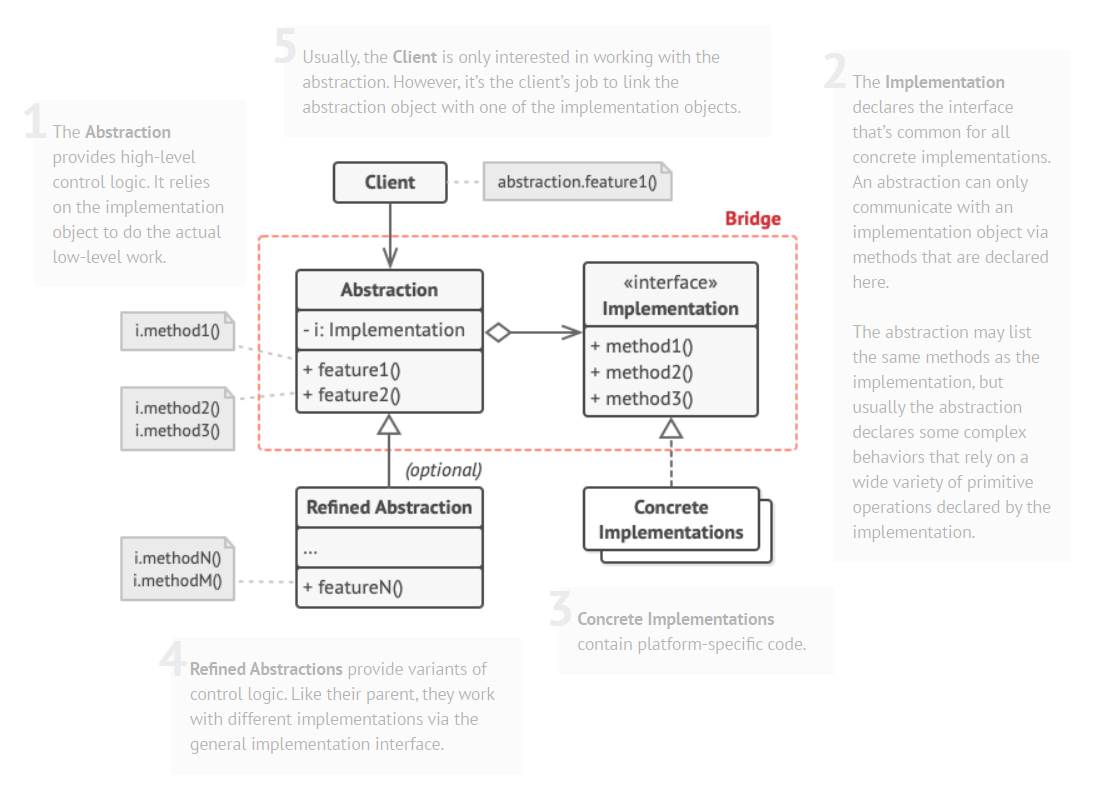 5
Usually, the Client is only interested in working with the
abstraction. However, it's the client's job to link the
abstraction object with one of the implementation objects.
1
The Abstraction
provides high-level
control logic. It relies
on the implementation
object to do the actual
low-level work.
2
The Implementation
declares the interface
that's common for all
concrete implementations.
An abstraction can only
communicate with an
implementation object via
methods that are declared
here.
The abstraction may list
the same methods as the
implementation, but
usually the abstraction
declares some complex
behaviors that rely on a
wide variety of primitive
operations declared by the
implementation.
Client
abstraction.feature1()
Bridge
Abstraction
- i: Implementation
+ feature1()
+ feature2()
«interface»
Implementation
+ method1()
+ method2()
+ method3()
i.method1()
i.method2()
i.method3()
(optional)
Refined Abstraction
...
+ featureN()
i.methodN()
i.methodM()
Concrete
Implementations
3
Concrete Implementations
contain platform-specific code.
4
Refined Abstractions provide variants of
control logic. Like their parent, they work
with different implementations via the
general implementation interface.